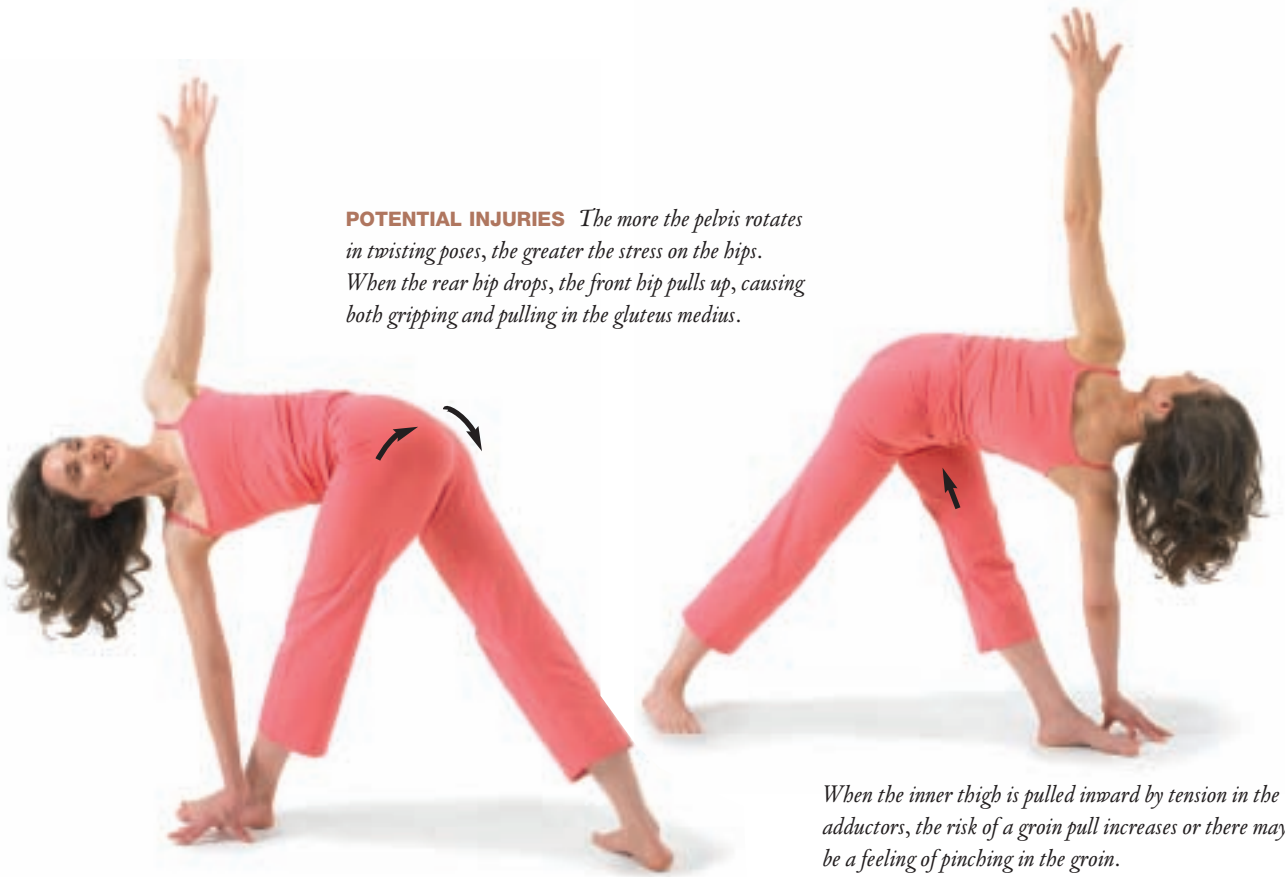 POTENTIAL INJURIES The more the pelvis rotates
in twisting poses, the greater the stress on the hips.
When the rear hip drops, the front hip pulls up, causing
both gripping and pulling in the gluteus medius.
When the inner thigh is pulled inward by tension in the
adductors, the risk of a groin pull increases or there may
be a feeling of pinching in the groin.